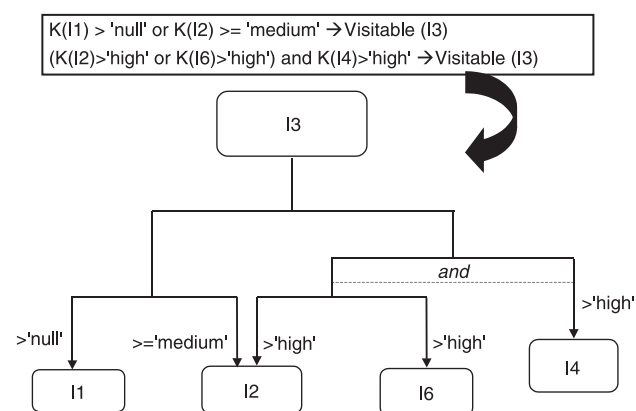 K(I1) > 'null' or K(I2) >= 'medium' →Visitable (I3)
(K(I2)>'high' or K(I6)>'high') and K(I4)>'high' →Visitable (I3)
I3
and
>'null'
>='medium'
>'high'
>'high'
>'high'
I1
I2
I6
I4